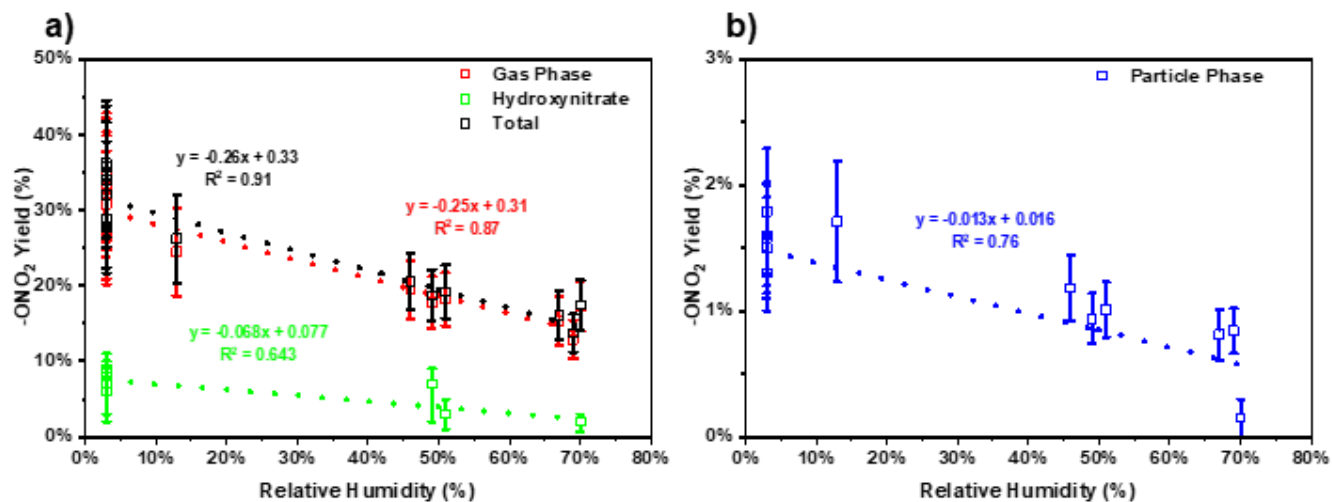 a)
50%
40%
30%
20%
10%
0%
-ONO₂ Yield (%)
Gas Phase
Hydroxynitrate
Total
y = -0.26x + 0.33
R² = 0.91
y = -0.25x + 0.31
R² = 0.87
y = -0.068x + 0.077
R² = 0.643
0% 10% 20% 30% 40% 50% 60% 70% 80%
Relative Humidity (%)
b)
3%
2%
1%
0%
-ONO₂ Yield (%)
Particle Phase
y = -0.013x + 0.016
R² = 0.76
0% 10% 20% 30% 40% 50% 60% 70% 80%
Relative Humidity (%)